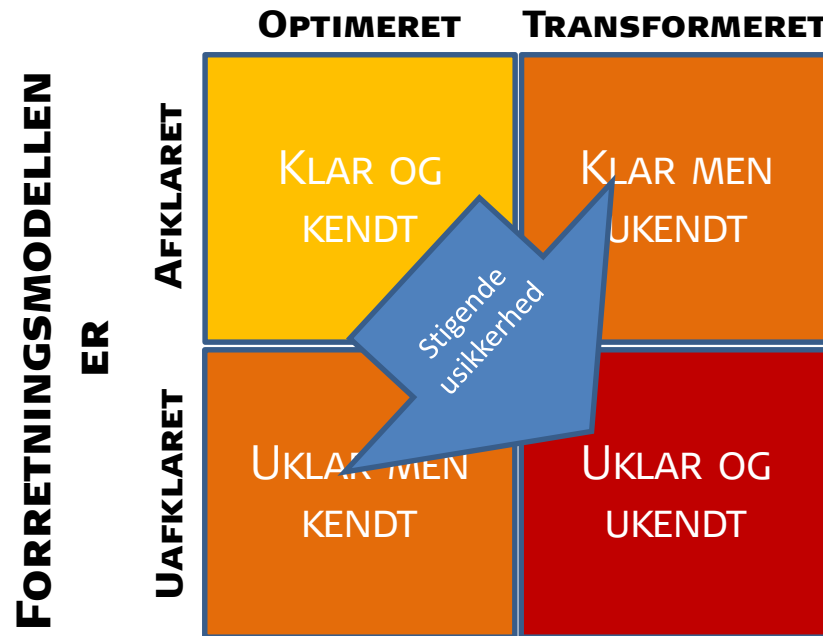 OPTIMERET TRANSFORMERET
FORRETNINGSMODELLEN
ER
AFKLARET
KLAR OG
KENDT
KLAR MEN
UKENDT
Stigende
usikkerhed
UAFKLARET
UKLAR MEN
KENDT
UKLAR OG
UKENDT